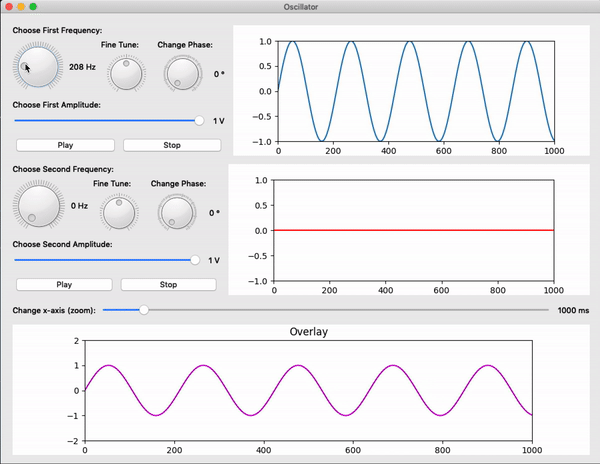 Oscillator
Choose First Frequency:
208 Hz
Fine Tune:
Change Phase:
0 °
Choose First Amplitude:
1 V
Play
Stop
1.0
0.5
0.0
−0.5
−1.0
0 200 400 600 800 1000
Choose Second Frequency:
0 Hz
Fine Tune:
Change Phase:
0 °
Choose Second Amplitude:
1 V
Play
Stop
1.0
0.5
0.0
−0.5
−1.0
0 200 400 600 800 1000
Change x-axis (zoom):
1000 ms
Overlay
2
1
0
−1
−2
0 200 400 600 800 1000